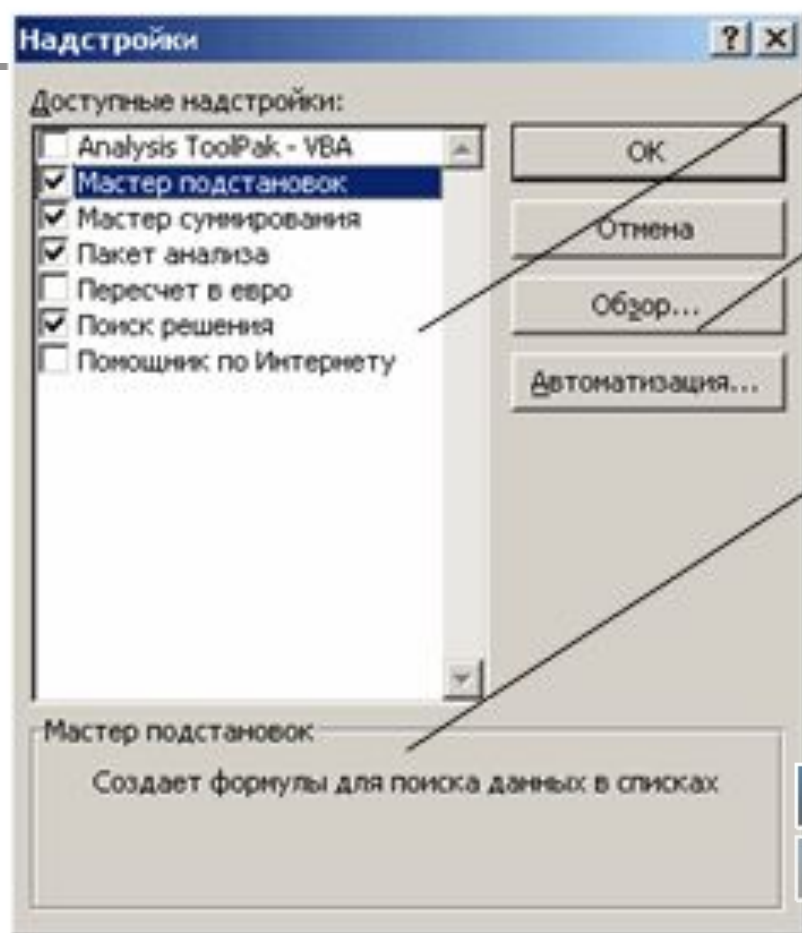 Надстройки
Доступные надстройки:
Analysis ToolPak - VBA
Мастер подстановок
Мастер суммирования
Пакет анализа
Пересчет в евро
Поиск решения
Помощник по Интернету
ОК
Отмена
Обзор...
Автоматизация...
Мастер подстановок
Создает формулы для поиска данных в списках